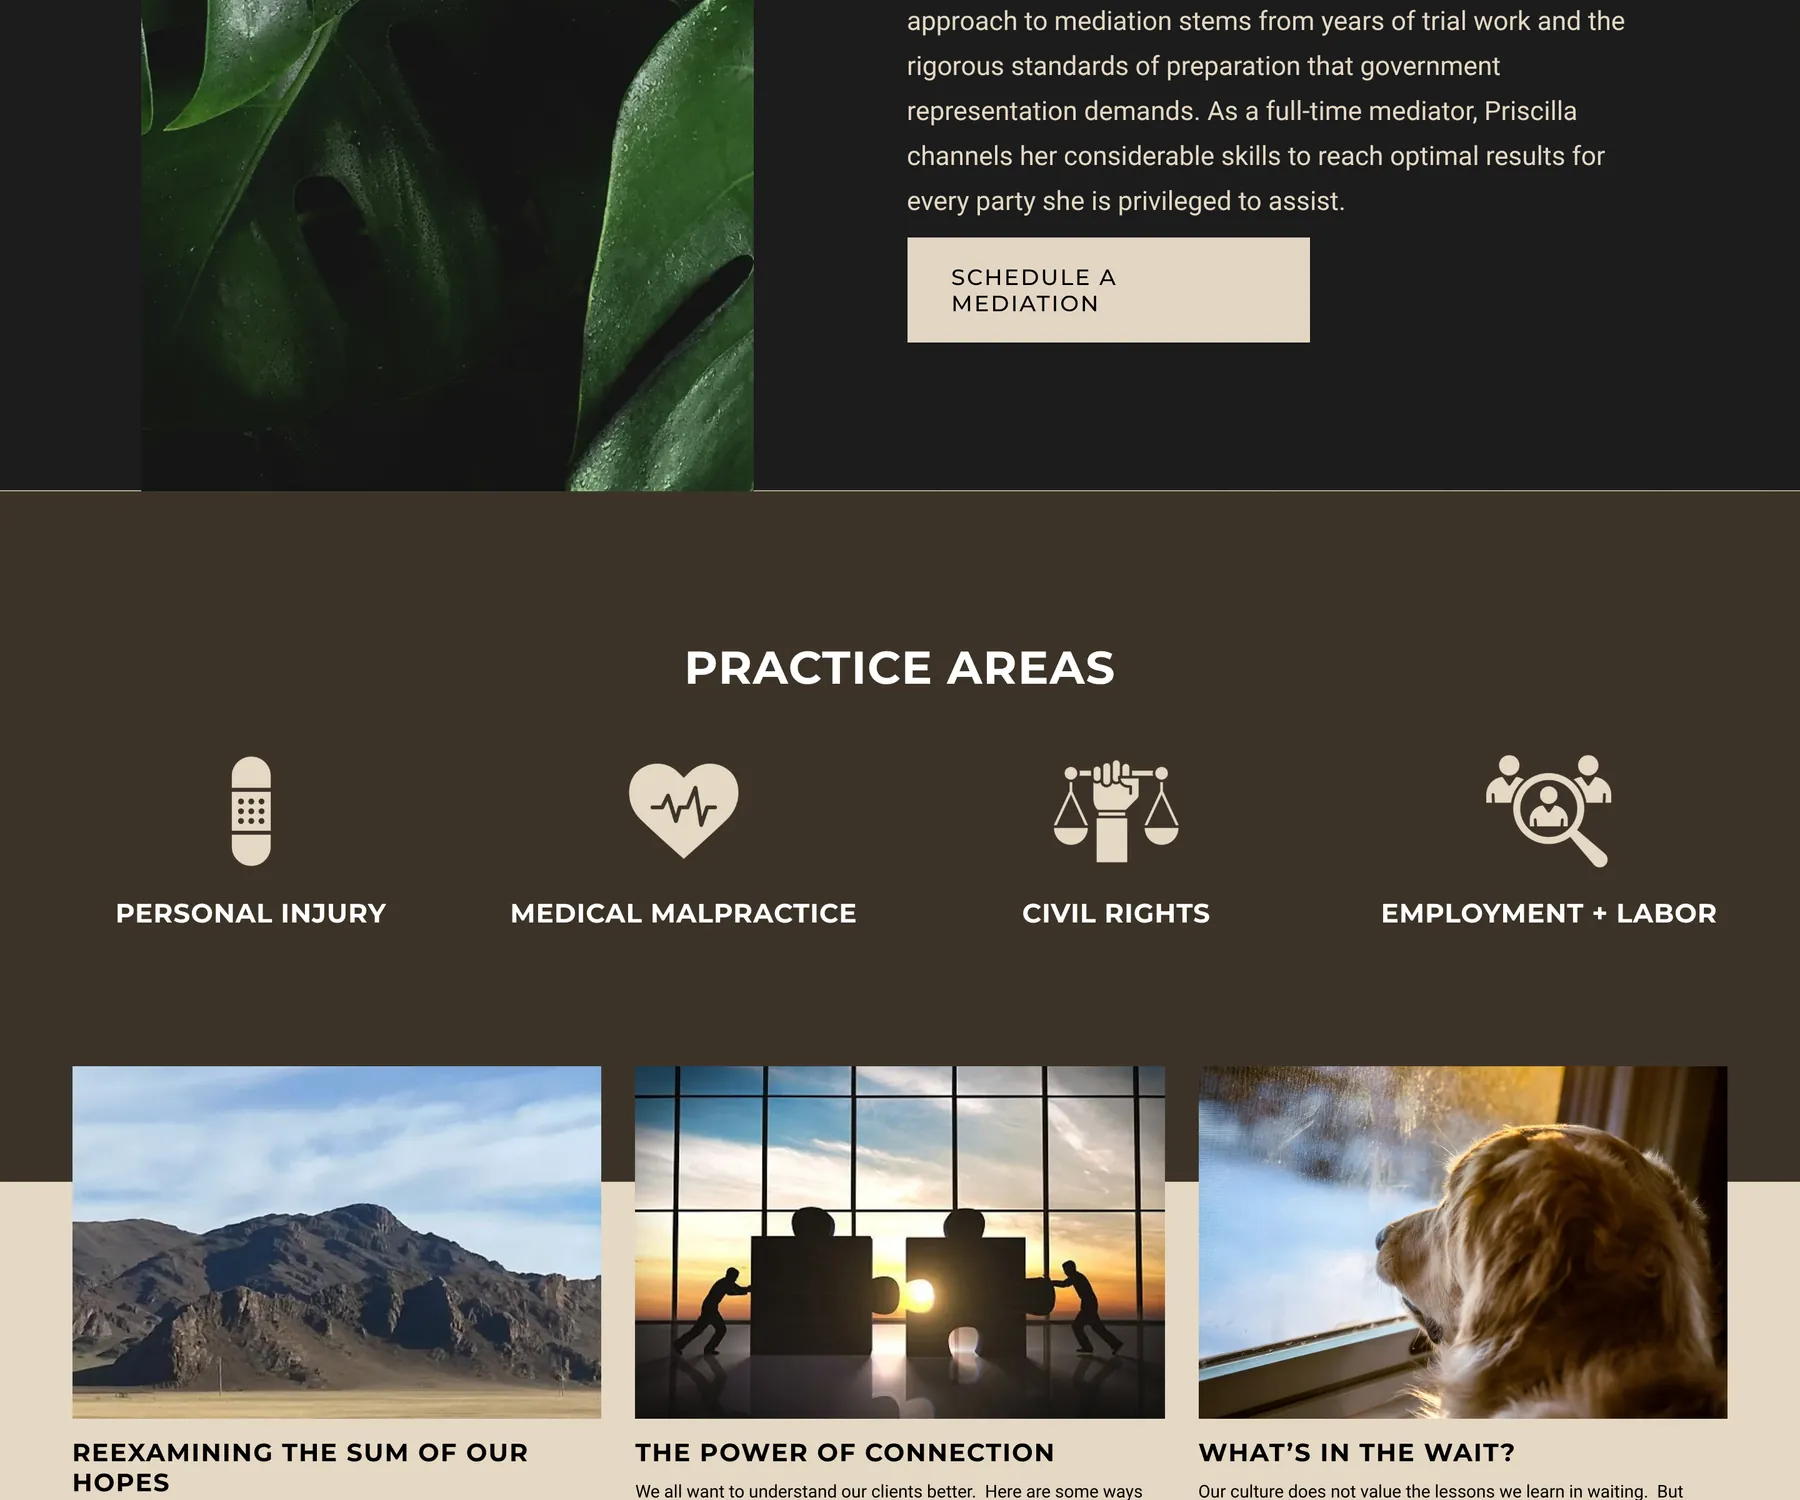 approach to mediation stems from years of trial work and the
rigorous standards of preparation that government
representation demands. As a full-time mediator, Priscilla
channels her considerable skills to reach optimal results for
every party she is privileged to assist.
SCHEDULE A
MEDIATION
PRACTICE AREAS
PERSONAL INJURY
MEDICAL MALPRACTICE
CIVIL RIGHTS
EMPLOYMENT + LABOR
REEXAMINING THE SUM OF OUR
HOPES
THE POWER OF CONNECTION
We all want to understand our clients better.  Here are some ways
WHAT’S IN THE WAIT?
Our culture does not value the lessons we learn in waiting.  But